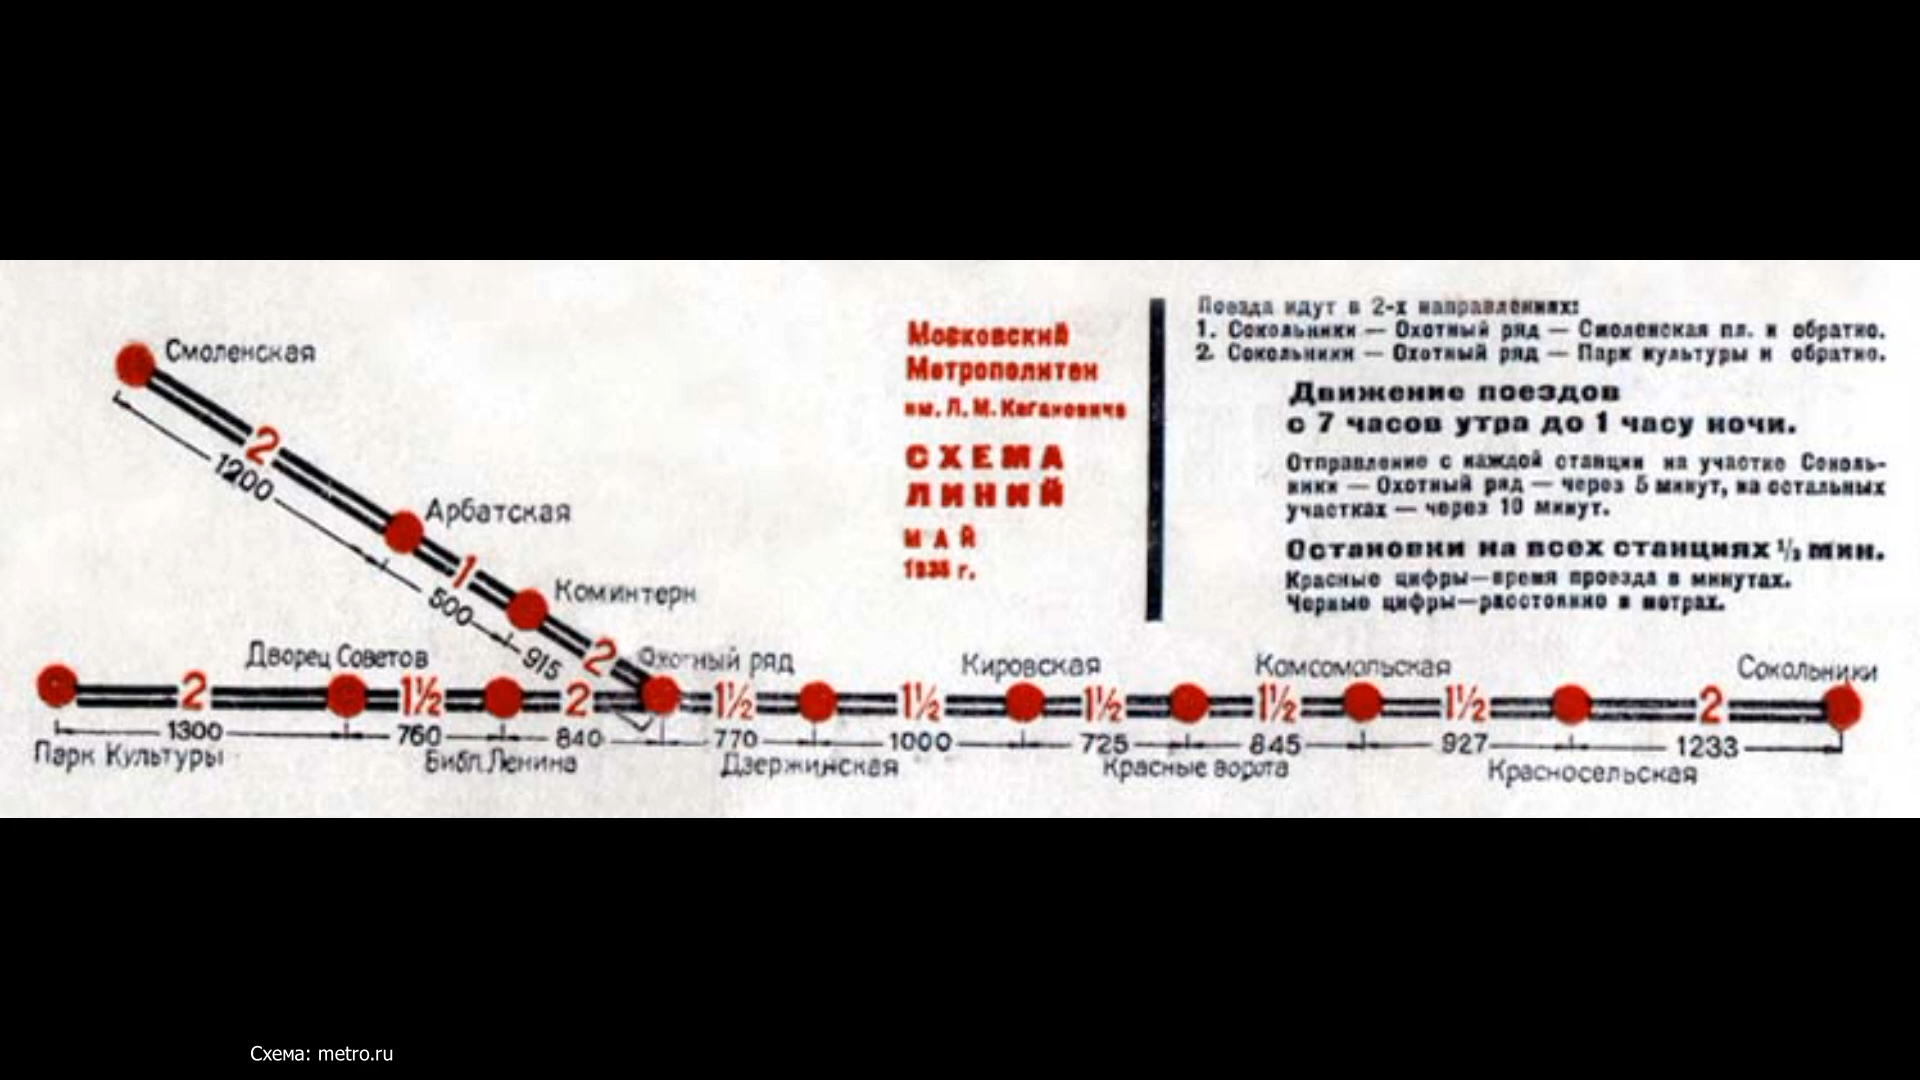 Смоленская
2
1200
Арбатская
1
500
Коминтерн
2
915
Московский
Метрополитен
им. Л. М. Кагановича
СХЕМА
ЛИНИЙ
МАЙ
г.
Поезда идут в 2-х направлениях:
1. Сокольники — Охотный ряд — Смоленская пл. и обратно.
2. Сокольники — Охотный ряд — Парк культуры и обратно.
Движение поездов
с 7 часов утра до 1 часу ночи.
Отправление с каждой станции на участке Соколь-
ники — Охотный ряд — через 5 минут, на остальных
участках — через 10 минут.
Остановки на всех станциях ½ мин.
Красные цифры—время проезда в минутах.
Черные цифры—расстояние в метрах.
Дворец Советов
Охотный ряд
Кировская
Комсомольская
Сокольники
2 1½ 2 1½ 1½ 1½ 1½ 1½ 2
1300 760 840 770 1000 725 845 927 1233
Парк Культуры
Библ. Ленина
Дзержинская
Красные ворота
Красносельская
Схема: metro.ru